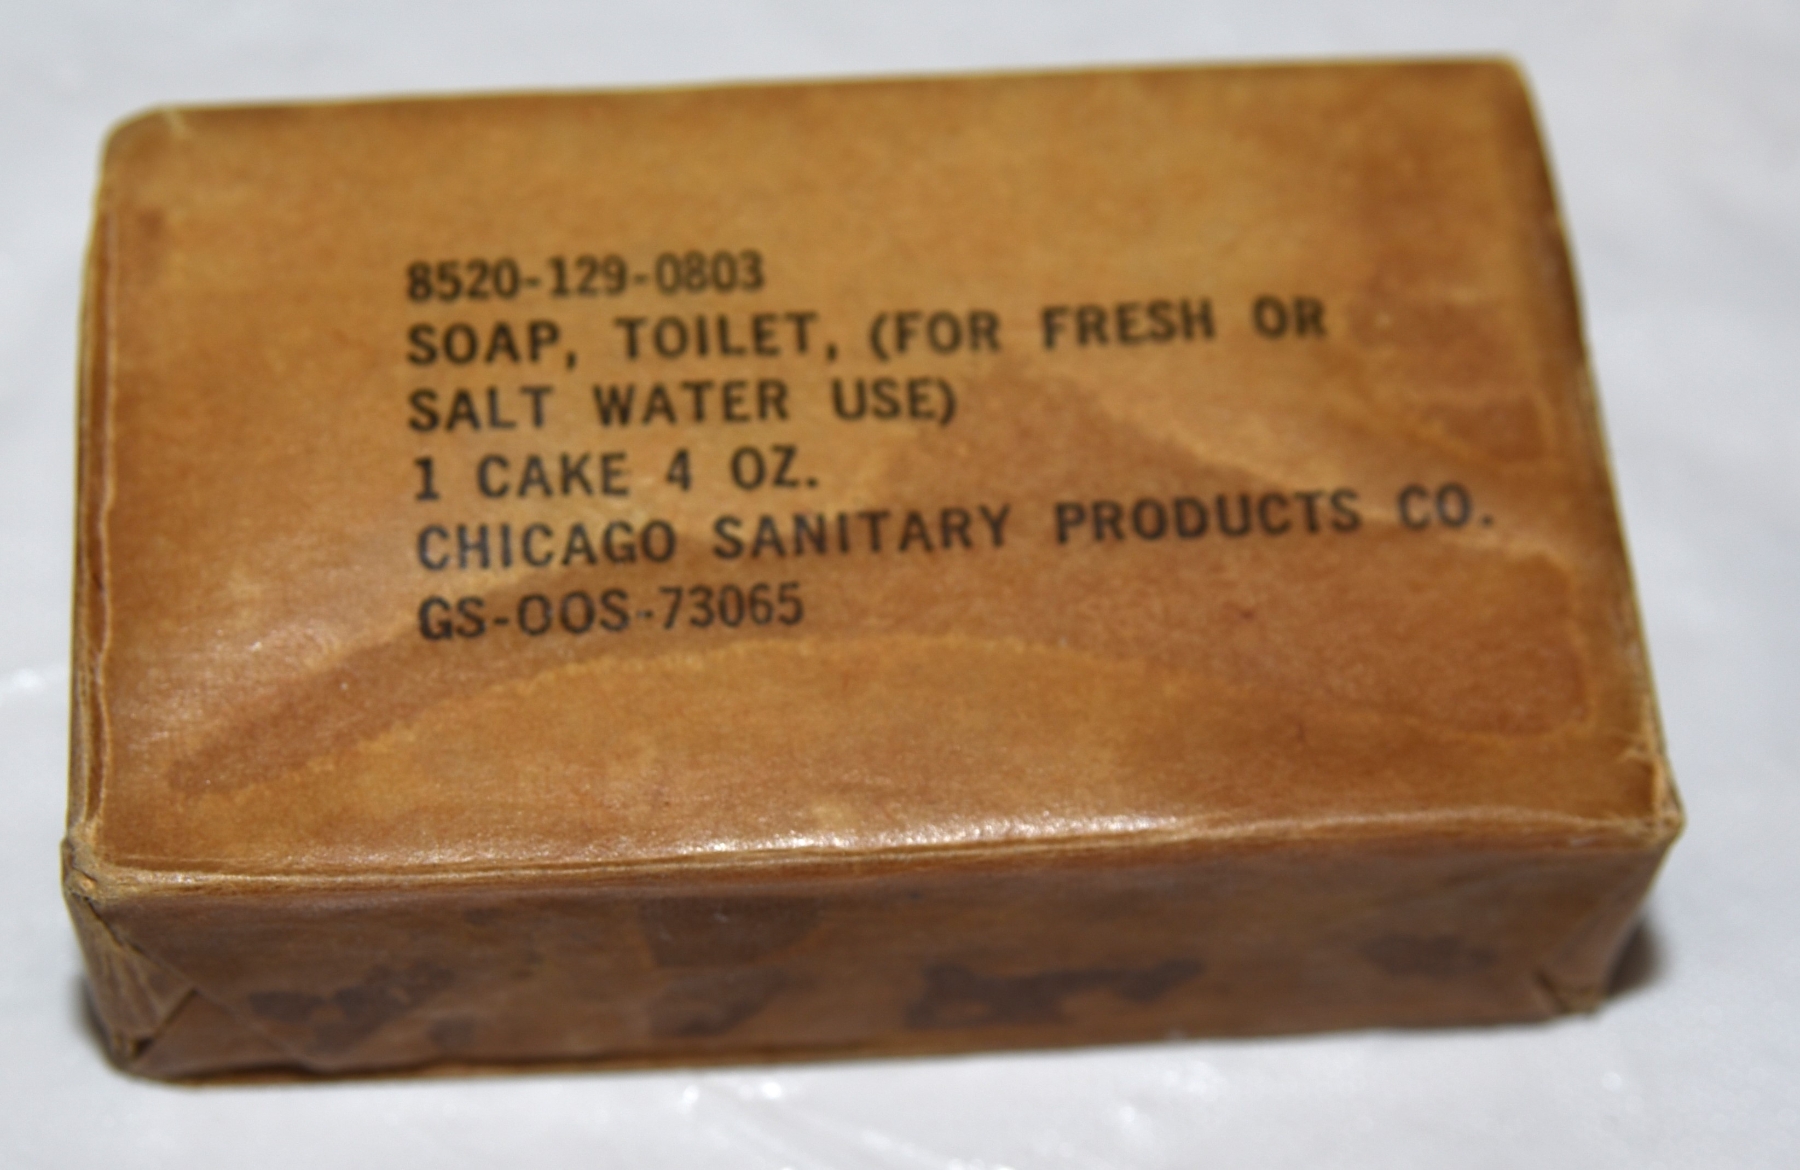 8520-129-0803
SOAP, TOILET, (FOR FRESH OR
SALT WATER USE)
1 CAKE 4 OZ.
CHICAGO SANITARY PRODUCTS CO.
GS-OOS-73065